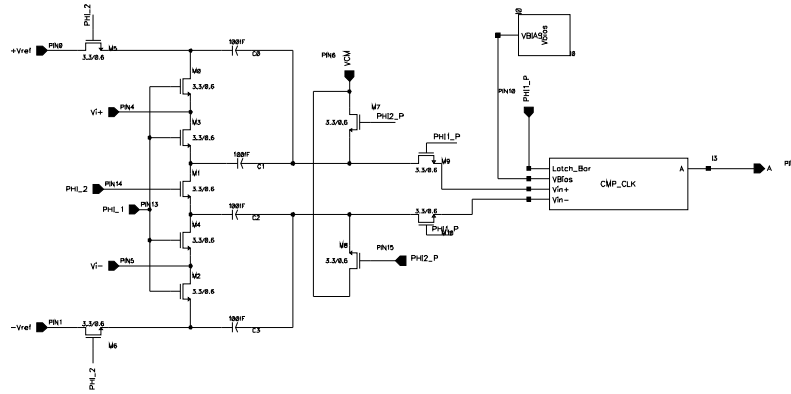 PHI_2
I0
VBIAS
Vbias
I0
+Vref
PIN0
M5
3.3/0.6
100fF
C0
PIN6
VCM
M0
3.3/0.6
PIN10
PHI1_P
Vi+
PIN4
M7
PHI2_P
3.3/0.6
M3
3.3/0.6
PHI1_P
100fF
C1
M9
I3
Latch_Bar
A
A
VBias
CMP_CLK
Vin+
Vin-
M1
PHI_2
PIN14
3.3/0.6
PHI_1
PIN13
100fF
C2
3.3/0.6
M4
3.3/0.6
PHI1_P
M10
M8
PIN15
PHI2_P
3.3/0.6
Vi-
PIN5
M2
3.3/0.6
-Vref
PIN1
3.3/0.6
100fF
C3
M6
PHI_2